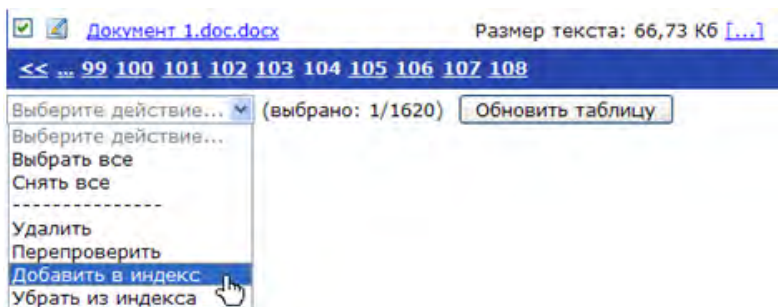 Документ 1.doc.docx Размер текста: 66,73 Кб [...]
<< ... 99 100 101 102 103 104 105 106 107 108
Выберите действие... (выбрано: 1/1620) Обновить таблицу
Выберите действие...
Выбрать все
Снять все
---------------
Удалить
Перепроверить
Добавить в индекс
Убрать из индекса